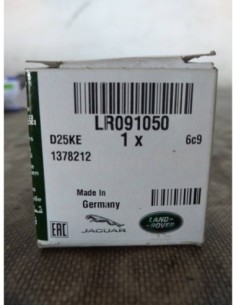 LR091050
1 x
D25KE 6c9
1378212
Made In
Germany
EAC
JAGUAR
LAND-
ROVER